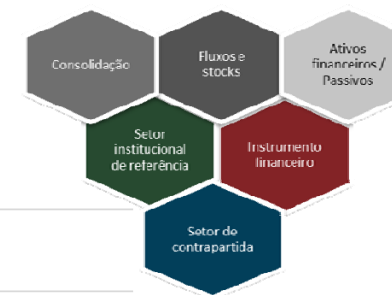 Consolidação
Fluxos e
stocks
Ativos
financeiros /
Passivos
Setor
institucional
de referência
Instrumento
financeiro
Setor de
contrapartida